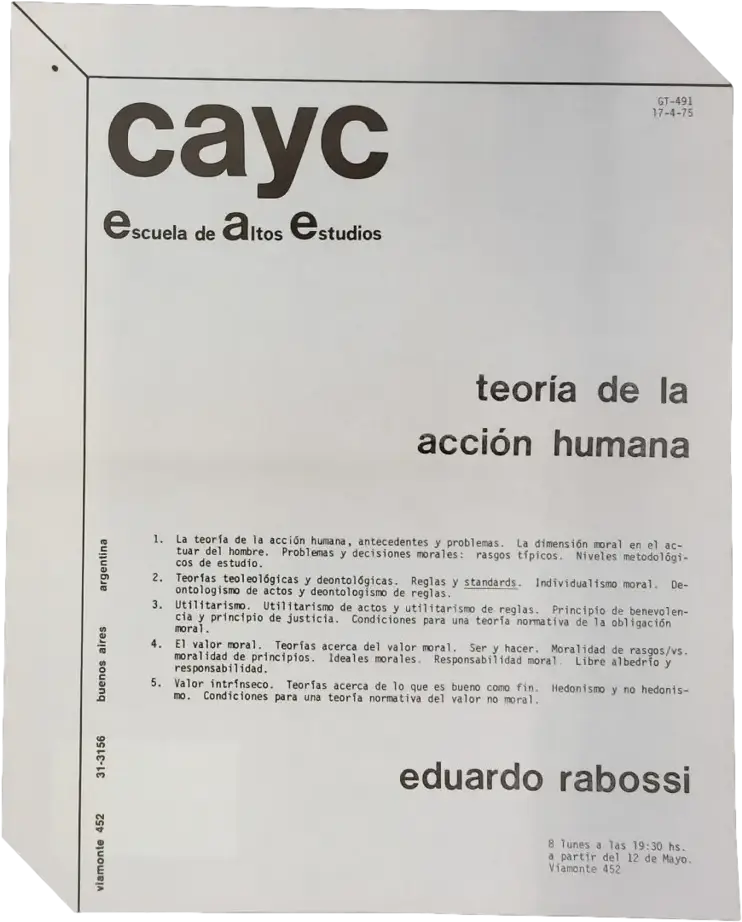 cayc
GT-491
17-4-75
escuela de altos estudios
teoría de la
acción humana
1. La teoría de la acción humana, antecedentes y problemas. La dimensión moral en el ac-
tuar del hombre. Problemas y decisiones morales: rasgos típicos. Niveles metodológi-
cos de estudio.
2. Teorías teleológicas y deontológicas. Reglas y standards. Individualismo moral. De-
ontologismo de actos y deontologismo de reglas.
3. Utilitarismo. Utilitarismo de actos y utilitarismo de reglas. Principio de benevolen-
cia y principio de justicia. Condiciones para una teoría normativa de la obligación
moral.
4. El valor moral. Teorías acerca del valor moral. Ser y hacer. Moralidad de rasgos/vs.
moralidad de principios. Ideales morales. Responsabilidad moral. Libre albedrío y
responsabilidad.
5. Valor intrínseco. Teorías acerca de lo que es bueno como fin. Hedonismo y no hedonis-
mo. Condiciones para una teoría normativa del valor no moral.
eduardo rabossi
8 lunes a las 19:30 hs.
a partir del 12 de Mayo.
Viamonte 452
viamonte 452 31-3156 buenos aires argentina